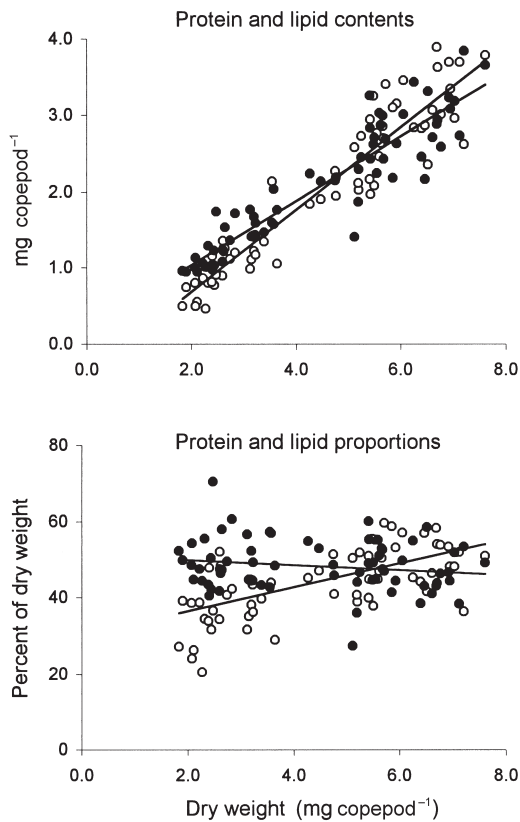 Protein and lipid contents
4.0
3.0
2.0
1.0
0.0
mg copepod⁻¹
0.0 2.0 4.0 6.0 8.0
Protein and lipid proportions
80
60
40
20
0
Percent of dry weight
0.0 2.0 4.0 6.0 8.0
Dry weight (mg copepod⁻¹)